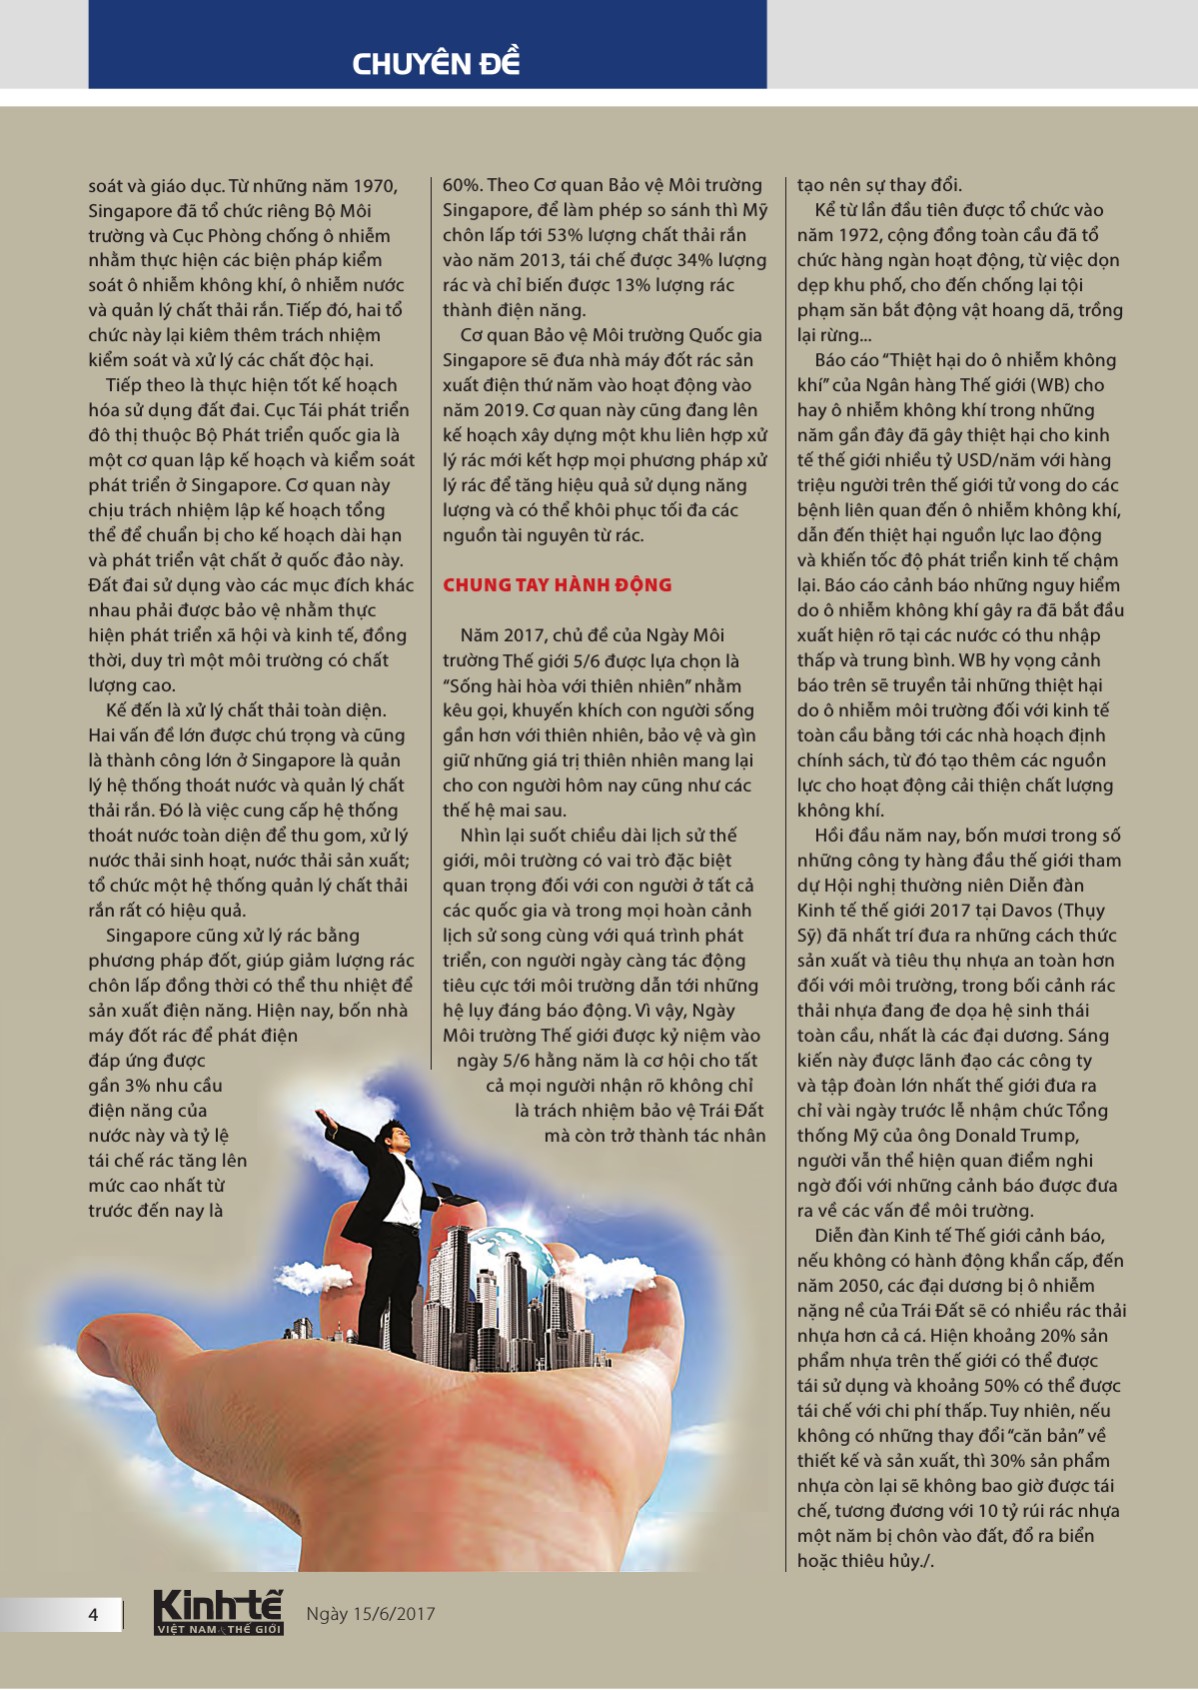 CHUYÊN ĐỀ
soát và giáo dục. Từ những năm 1970,
Singapore đã tổ chức riêng Bộ Môi
trường và Cục Phòng chống ô nhiễm
nhằm thực hiện các biện pháp kiểm
soát ô nhiễm không khí, ô nhiễm nước
và quản lý chất thải rắn. Tiếp đó, hai tổ
chức này lại kiêm thêm trách nhiệm
kiểm soát và xử lý các chất độc hại.
Tiếp theo là thực hiện tốt kế hoạch
hóa sử dụng đất đai. Cục Tái phát triển
đô thị thuộc Bộ Phát triển quốc gia là
một cơ quan lập kế hoạch và kiểm soát
phát triển ở Singapore. Cơ quan này
chịu trách nhiệm lập kế hoạch tổng
thể để chuẩn bị cho kế hoạch dài hạn
và phát triển vật chất ở quốc đảo này.
Đất đai sử dụng vào các mục đích khác
nhau phải được bảo vệ nhằm thực
hiện phát triển xã hội và kinh tế, đồng
thời, duy trì một môi trường có chất
lượng cao.
Kế đến là xử lý chất thải toàn diện.
Hai vấn đề lớn được chú trọng và cũng
là thành công lớn ở Singapore là quản
lý hệ thống thoát nước và quản lý chất
thải rắn. Đó là việc cung cấp hệ thống
thoát nước toàn diện để thu gom, xử lý
nước thải sinh hoạt, nước thải sản xuất;
tổ chức một hệ thống quản lý chất thải
rắn rất có hiệu quả.
Singapore cũng xử lý rác bằng
phương pháp đốt, giúp giảm lượng rác
chôn lấp đồng thời có thể thu nhiệt để
sản xuất điện năng. Hiện nay, bốn nhà
máy đốt rác để phát điện
đáp ứng được
gần 3% nhu cầu
điện năng của
nước này và tỷ lệ
tái chế rác tăng lên
mức cao nhất từ
trước đến nay là
60%. Theo Cơ quan Bảo vệ Môi trường
Singapore, để làm phép so sánh thì Mỹ
chôn lấp tới 53% lượng chất thải rắn
vào năm 2013, tái chế được 34% lượng
rác và chỉ biến được 13% lượng rác
thành điện năng.
Cơ quan Bảo vệ Môi trường Quốc gia
Singapore sẽ đưa nhà máy đốt rác sản
xuất điện thứ năm vào hoạt động vào
năm 2019. Cơ quan này cũng đang lên
kế hoạch xây dựng một khu liên hợp xử
lý rác mới kết hợp mọi phương pháp xử
lý rác để tăng hiệu quả sử dụng năng
lượng và có thể khôi phục tối đa các
nguồn tài nguyên từ rác.
CHUNG TAY HÀNH ĐỘNG
Năm 2017, chủ đề của Ngày Môi
trường Thế giới 5/6 được lựa chọn là
“Sống hài hòa với thiên nhiên” nhằm
kêu gọi, khuyến khích con người sống
gần hơn với thiên nhiên, bảo vệ và gìn
giữ những giá trị thiên nhiên mang lại
cho con người hôm nay cũng như các
thế hệ mai sau.
Nhìn lại suốt chiều dài lịch sử thế
giới, môi trường có vai trò đặc biệt
quan trọng đối với con người ở tất cả
các quốc gia và trong mọi hoàn cảnh
lịch sử song cùng với quá trình phát
triển, con người ngày càng tác động
tiêu cực tới môi trường dẫn tới những
hệ lụy đáng báo động. Vì vậy, Ngày
Môi trường Thế giới được kỷ niệm vào
ngày 5/6 hằng năm là cơ hội cho tất
cả mọi người nhận rõ không chỉ
là trách nhiệm bảo vệ Trái Đất
mà còn trở thành tác nhân
tạo nên sự thay đổi.
Kể từ lần đầu tiên được tổ chức vào
năm 1972, cộng đồng toàn cầu đã tổ
chức hàng ngàn hoạt động, từ việc dọn
dẹp khu phố, cho đến chống lại tội
phạm săn bắt động vật hoang dã, trồng
lại rừng...
Báo cáo “Thiệt hại do ô nhiễm không
khí” của Ngân hàng Thế giới (WB) cho
hay ô nhiễm không khí trong những
năm gần đây đã gây thiệt hại cho kinh
tế thế giới nhiều tỷ USD/năm với hàng
triệu người trên thế giới tử vong do các
bệnh liên quan đến ô nhiễm không khí,
dẫn đến thiệt hại nguồn lực lao động
và khiến tốc độ phát triển kinh tế chậm
lại. Báo cáo cảnh báo những nguy hiểm
do ô nhiễm không khí gây ra đã bắt đầu
xuất hiện rõ tại các nước có thu nhập
thấp và trung bình. WB hy vọng cảnh
báo trên sẽ truyền tải những thiệt hại
do ô nhiễm môi trường đối với kinh tế
toàn cầu bằng tới các nhà hoạch định
chính sách, từ đó tạo thêm các nguồn
lực cho hoạt động cải thiện chất lượng
không khí.
Hồi đầu năm nay, bốn mươi trong số
những công ty hàng đầu thế giới tham
dự Hội nghị thường niên Diễn đàn
Kinh tế thế giới 2017 tại Davos (Thụy
Sỹ) đã nhất trí đưa ra những cách thức
sản xuất và tiêu thụ nhựa an toàn hơn
đối với môi trường, trong bối cảnh rác
thải nhựa đang đe dọa hệ sinh thái
toàn cầu, nhất là các đại dương. Sáng
kiến này được lãnh đạo các công ty
và tập đoàn lớn nhất thế giới đưa ra
chỉ vài ngày trước lễ nhậm chức Tổng
thống Mỹ của ông Donald Trump,
người vẫn thể hiện quan điểm nghi
ngờ đối với những cảnh báo được đưa
ra về các vấn đề môi trường.
Diễn đàn Kinh tế Thế giới cảnh báo,
nếu không có hành động khẩn cấp, đến
năm 2050, các đại dương bị ô nhiễm
nặng nề của Trái Đất sẽ có nhiều rác thải
nhựa hơn cả cá. Hiện khoảng 20% sản
phẩm nhựa trên thế giới có thể được
tái sử dụng và khoảng 50% có thể được
tái chế với chi phí thấp. Tuy nhiên, nếu
không có những thay đổi “căn bản” về
thiết kế và sản xuất, thì 30% sản phẩm
nhựa còn lại sẽ không bao giờ được tái
chế, tương đương với 10 tỷ rúi rác nhựa
một năm bị chôn vào đất, đổ ra biển
hoặc thiêu hủy./.
4
Kinh tế
VIỆT NAM & THẾ GIỚI
Ngày 15/6/2017